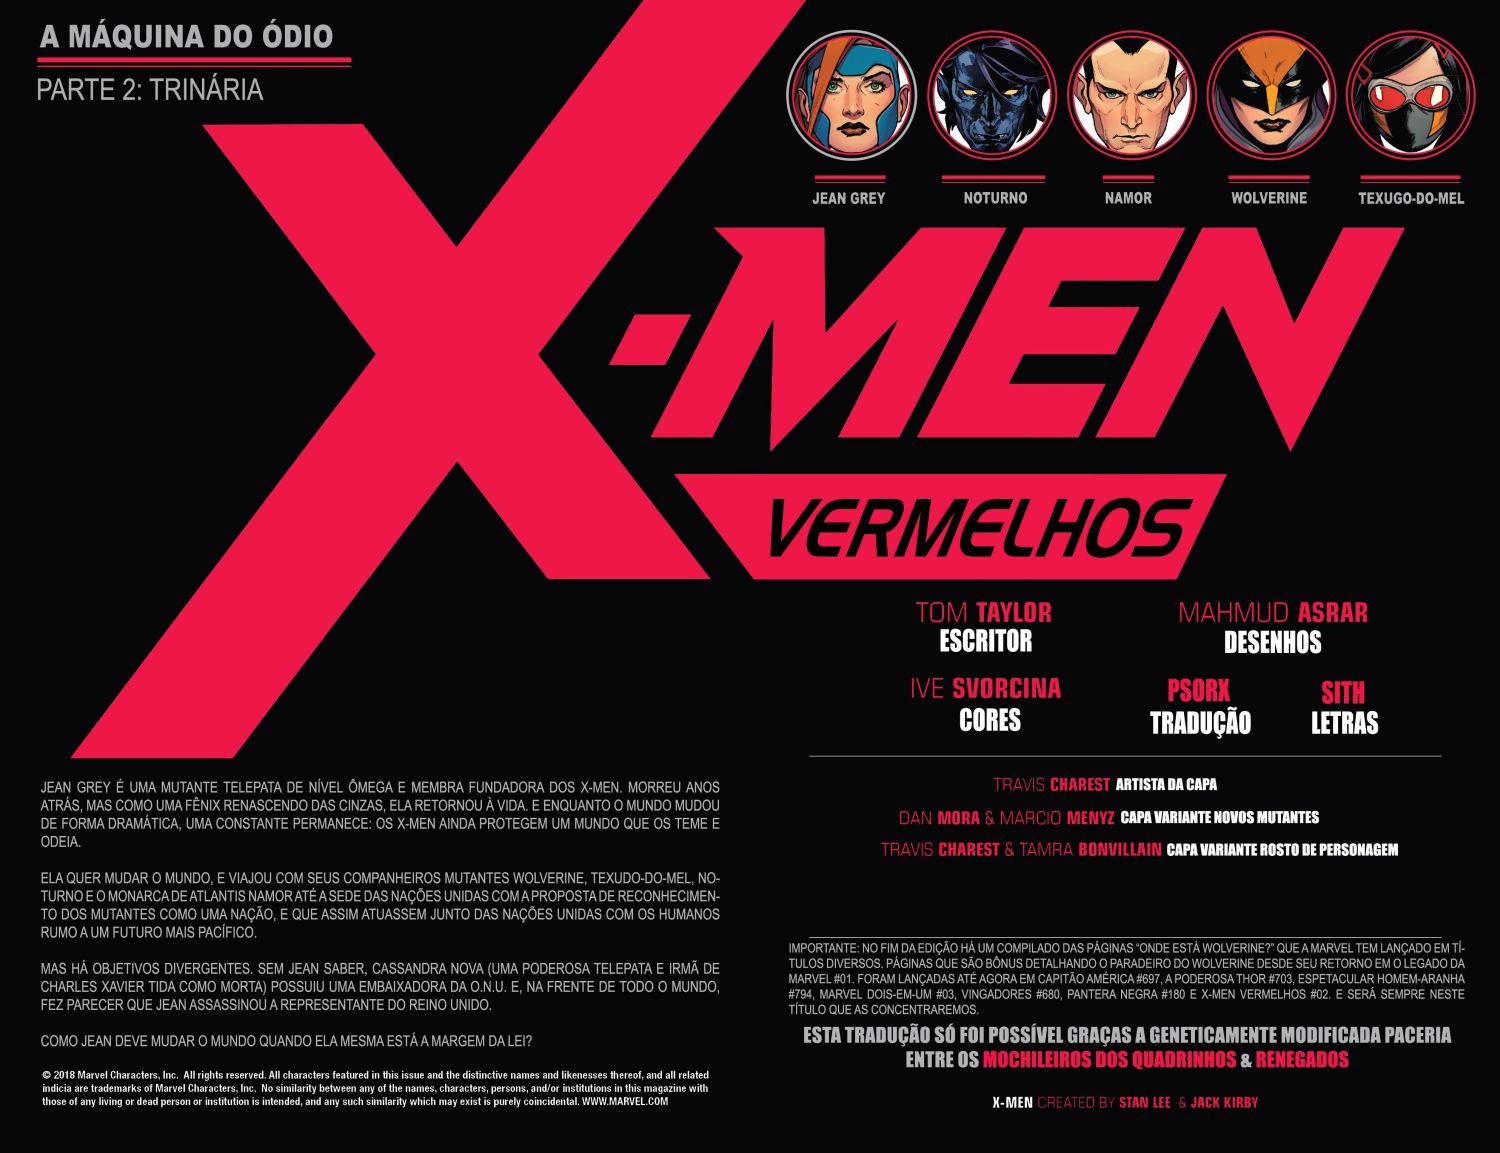 A MÁQUINA DO ÓDIO
PARTE 2: TRINÁRIA
JEAN GREY
NOTURNO
NAMOR
WOLVERINE
TEXUGO-DO-MEL
X-MEN
VERMELHOS
TOM TAYLOR
ESCRITOR
MAHMUD ASRAR
DESENHOS
IVE SVORCINA
CORES
PSORX
TRADUÇÃO
SITH
LETRAS
TRAVIS CHAREST ARTISTA DA CAPA
DAN MORA & MARCIO MENYZ CAPA VARIANTE NOVOS MUTANTES
TRAVIS CHAREST & TAMRA BONVILLAIN CAPA VARIANTE ROSTO DE PERSONAGEM
JEAN GREY É UMA MUTANTE TELEPATA DE NÍVEL ÔMEGA E MEMBRA FUNDADORA DOS X-MEN. MORREU ANOS
ATRÁS, MAS COMO UMA FÊNIX RENASCENDO DAS CINZAS, ELA RETORNOU À VIDA. E ENQUANTO O MUNDO MUDOU
DE FORMA DRAMÁTICA, UMA CONSTANTE PERMANECE: OS X-MEN AINDA PROTEGEM UM MUNDO QUE OS TEME E
ODEIA.
ELA QUER MUDAR O MUNDO, E VIAJOU COM SEUS COMPANHEIROS MUTANTES WOLVERINE, TEXUDO-DO-MEL, NO-
TURNO E O MONARCA DE ATLANTIS NAMOR ATÉ A SEDE DAS NAÇÕES UNIDAS COM A PROPOSTA DE RECONHECIMEN-
TO DOS MUTANTES COMO UMA NAÇÃO, E QUE ASSIM ATUASSEM JUNTO DAS NAÇÕES UNIDAS COM OS HUMANOS
RUMO A UM FUTURO MAIS PACÍFICO.
MAS HÁ OBJETIVOS DIVERGENTES. SEM JEAN SABER, CASSANDRA NOVA (UMA PODEROSA TELEPATA E IRMÃ DE
CHARLES XAVIER TIDA COMO MORTA) POSSUIU UMA EMBAIXADORA DA O.N.U. E, NA FRENTE DE TODO O MUNDO,
FEZ PARECER QUE JEAN ASSASSINOU A REPRESENTANTE DO REINO UNIDO.
COMO JEAN DEVE MUDAR O MUNDO QUANDO ELA MESMA ESTÁ A MARGEM DA LEI?
© 2018 Marvel Characters, Inc. All rights reserved. All characters featured in this issue and the distinctive names and likenesses thereof, and all related
indicia are trademarks of Marvel Characters, Inc. No similarity between any of the names, characters, persons, and/or institutions in this magazine with
those of any living or dead person or institution is intended, and any such similarity which may exist is purely coincidental. WWW.MARVEL.COM
IMPORTANTE: NO FIM DA EDIÇÃO HÁ UM COMPILADO DAS PÁGINAS “ONDE ESTÁ WOLVERINE?” QUE A MARVEL TEM LANÇADO EM TÍ-
TULOS DIVERSOS. PÁGINAS QUE SÃO BÔNUS DETALHANDO O PARADEIRO DO WOLVERINE DESDE SEU RETORNO EM O LEGADO DA
MARVEL #01. FORAM LANÇADAS ATÉ AGORA EM CAPITÃO AMÉRICA #697, A PODEROSA THOR #703, ESPETACULAR HOMEM-ARANHA
#794, MARVEL DOIS-EM-UM #03, VINGADORES #680, PANTERA NEGRA #180 E X-MEN VERMELHOS #02. E SERÁ SEMPRE NESTE
TÍTULO QUE AS CONCENTRAREMOS.
ESTA TRADUÇÃO SÓ FOI POSSÍVEL GRAÇAS A GENETICAMENTE MODIFICADA PACERIA
ENTRE OS MOCHILEIROS DOS QUADRINHOS & RENEGADOS
X-MEN CREATED BY STAN LEE & JACK KIRBY